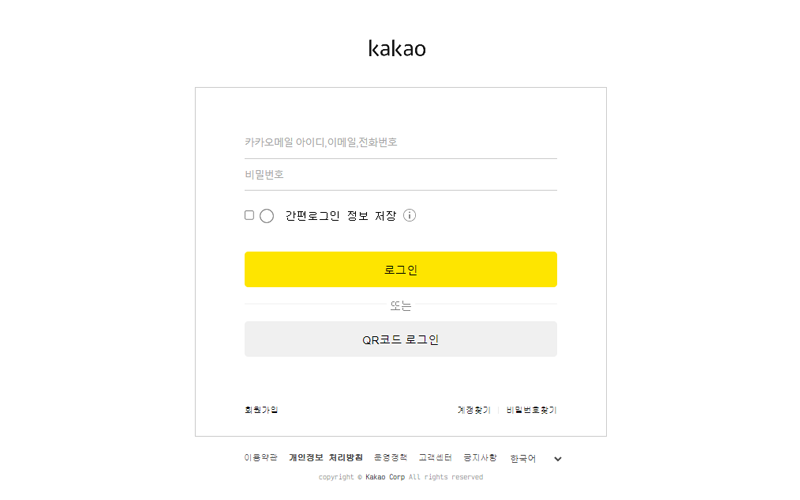 kakao
카카오메일 아이디,이메일,전화번호
비밀번호
간편로그인 정보 저장
로그인
또는
QR코드 로그인
회원가입 계정찾기 비밀번호찾기
이용약관 개인정보 처리방침 운영정책 고객센터 공지사항 한국어
copyright © Kakao Corp All rights reserved